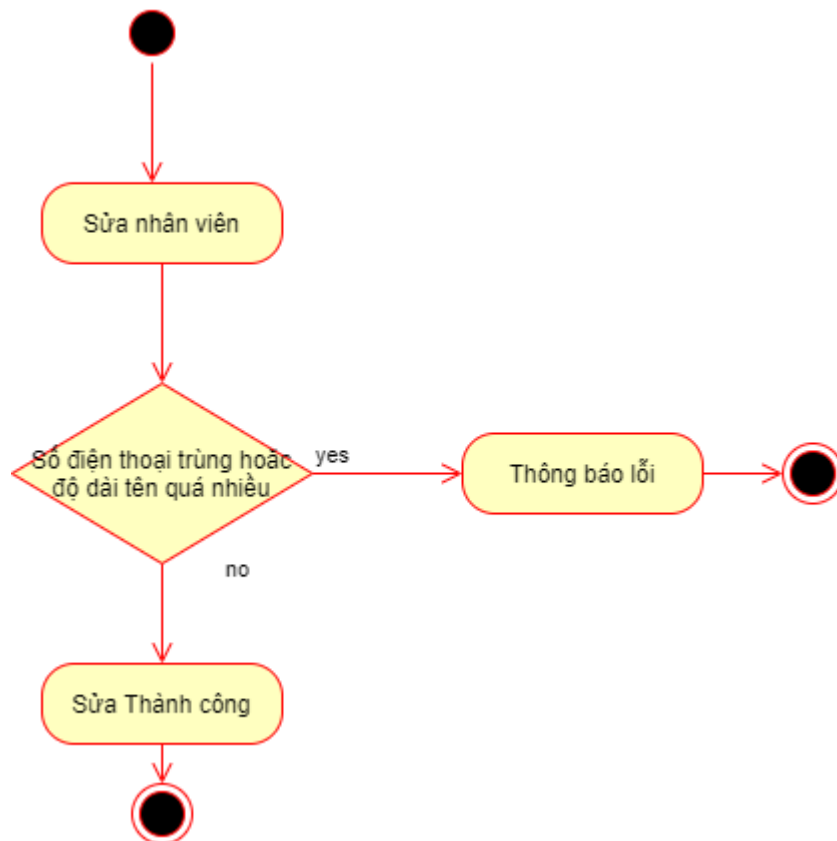 Sửa nhân viên
Số điện thoại trùng hoặc
độ dài tên quá nhiều
yes
Thông báo lỗi
no
Sửa Thành công